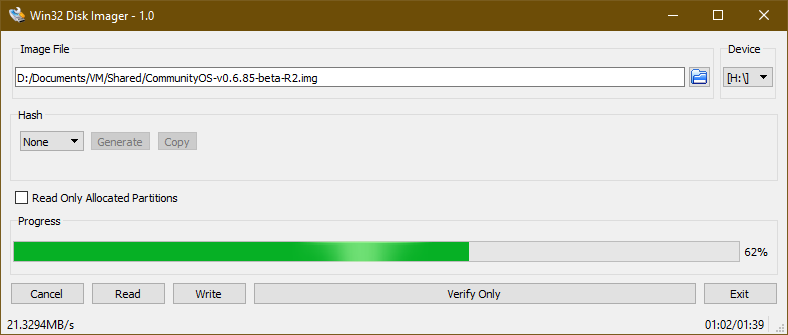 Win32 Disk Imager - 1.0
Image File
Device
D:/Documents/VM/Shared/CommunityOS-v0.6.85-beta-R2.img
[H:\]
Hash
None Generate Copy
Read Only Allocated Partitions
Progress
62%
Cancel Read Write Verify Only Exit
21.3294MB/s 01:02/01:39